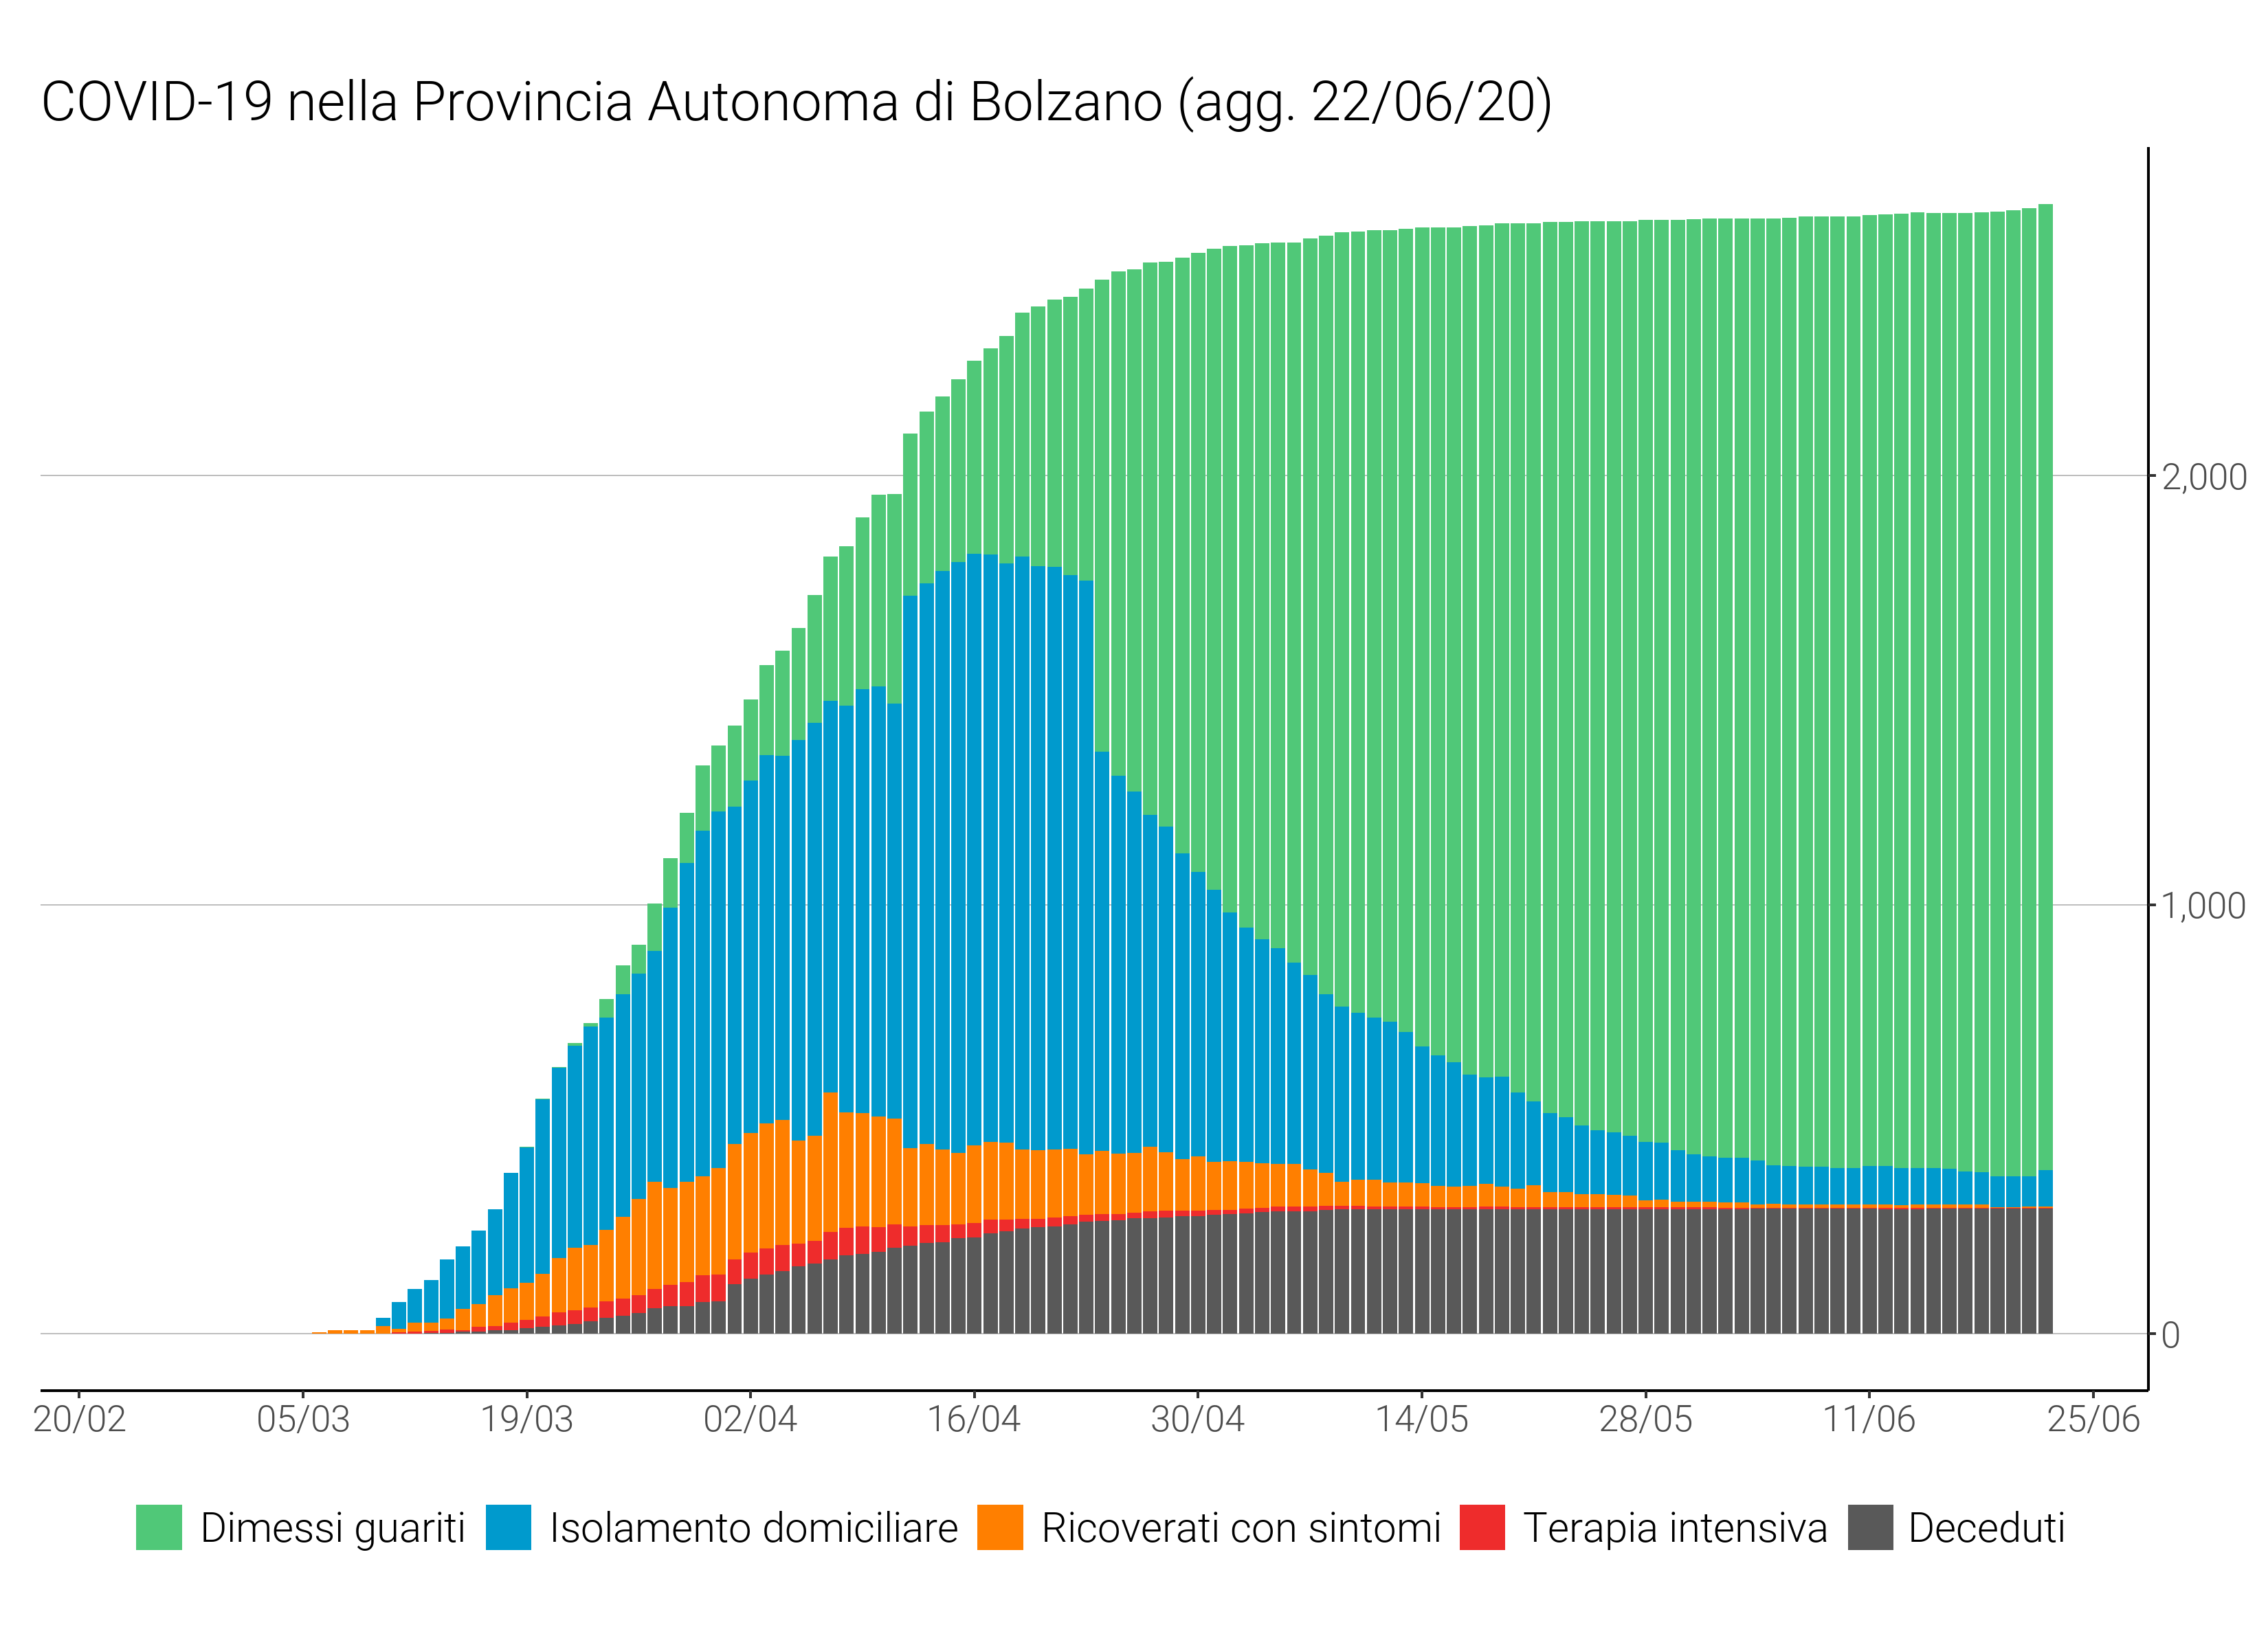 COVID-19 nella Provincia Autonoma di Bolzano (agg. 22/06/20)
2,000
1,000
0
20/02 05/03 19/03 02/04 16/04 30/04 14/05 28/05 11/06 25/06
Dimessi guariti Isolamento domiciliare Ricoverati con sintomi Terapia intensiva Deceduti